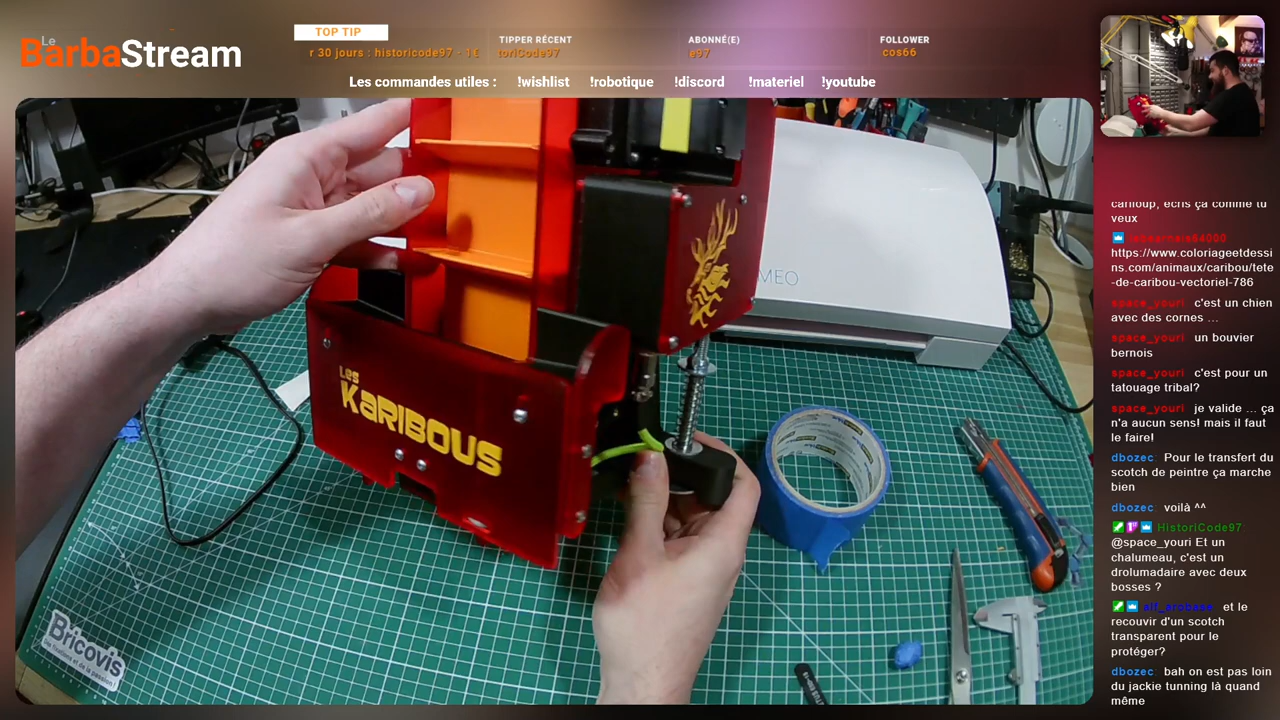 Le
BarbaStream
TOP TIP
r 30 jours : historicode97 - 1€
TIPPER RÉCENT
toriCode97
ABONNÉ(E)
e97
FOLLOWER
cos66
Les commandes utiles : !wishlist !robotique !discord !materiel !youtube
MEO
Les
KARIBOUS
Bricovis
cariloup, écris ça comme tu
veux
https://www.coloriageetdessi
ns.com/animaux/caribou/tete
-de-caribou-vectoriel-786
space_youri c'est un chien
avec des cornes ...
space_youri un bouvier
bernois
space_youri c'est pour un
tatouage tribal?
space_youri je valide ... ça
n'a aucun sens! mais il faut
le faire!
dbozec: Pour le transfert du
scotch de peintre ça marche
bien
dbozec: voilà ^^
HistoriCode97:
@space_youri Et un
chalumeau, c'est un
drolumadaire avec deux
bosses ?
alf_arobase et le
recouvir d'un scotch
transparent pour le
protéger?
dbozec: bah on est pas loin
du jackie tunning là quand
même